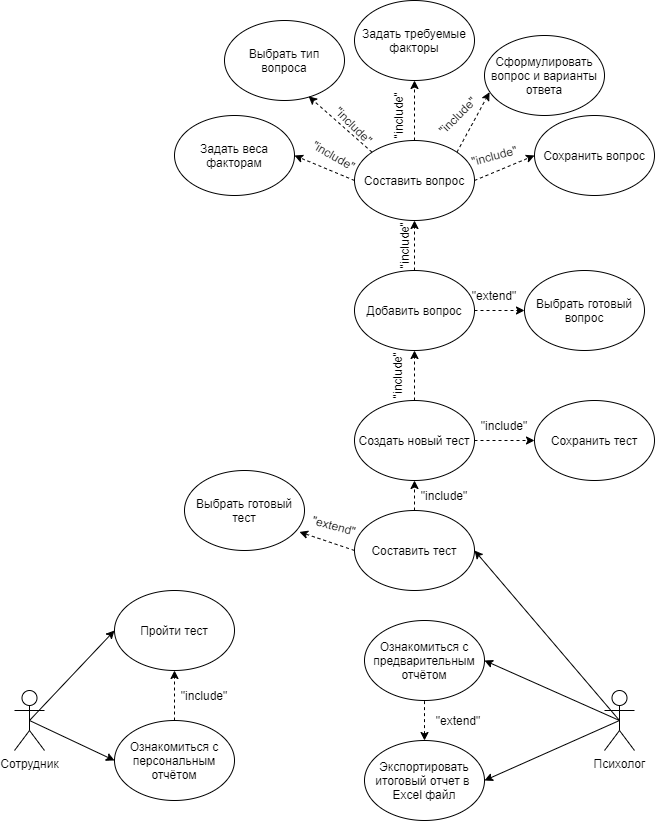 Задать требуемые
факторы
Выбрать тип
вопроса
Сформулировать
вопрос и варианты
ответа
"include"
"include"
"include"
Задать веса
факторам
"include"
"include"
Сохранить вопрос
Составить вопрос
"include"
Добавить вопрос
"extend"
Выбрать готовый
вопрос
"include"
Создать новый тест
"include"
Сохранить тест
"include"
Выбрать готовый
тест
"extend"
Составить тест
Пройти тест
Ознакомиться с
предварительным
отчётом
"include"
"extend"
Сотрудник
Ознакомиться с
персональным
отчётом
Экспортировать
итоговый отчет в
Excel файл
Психолог